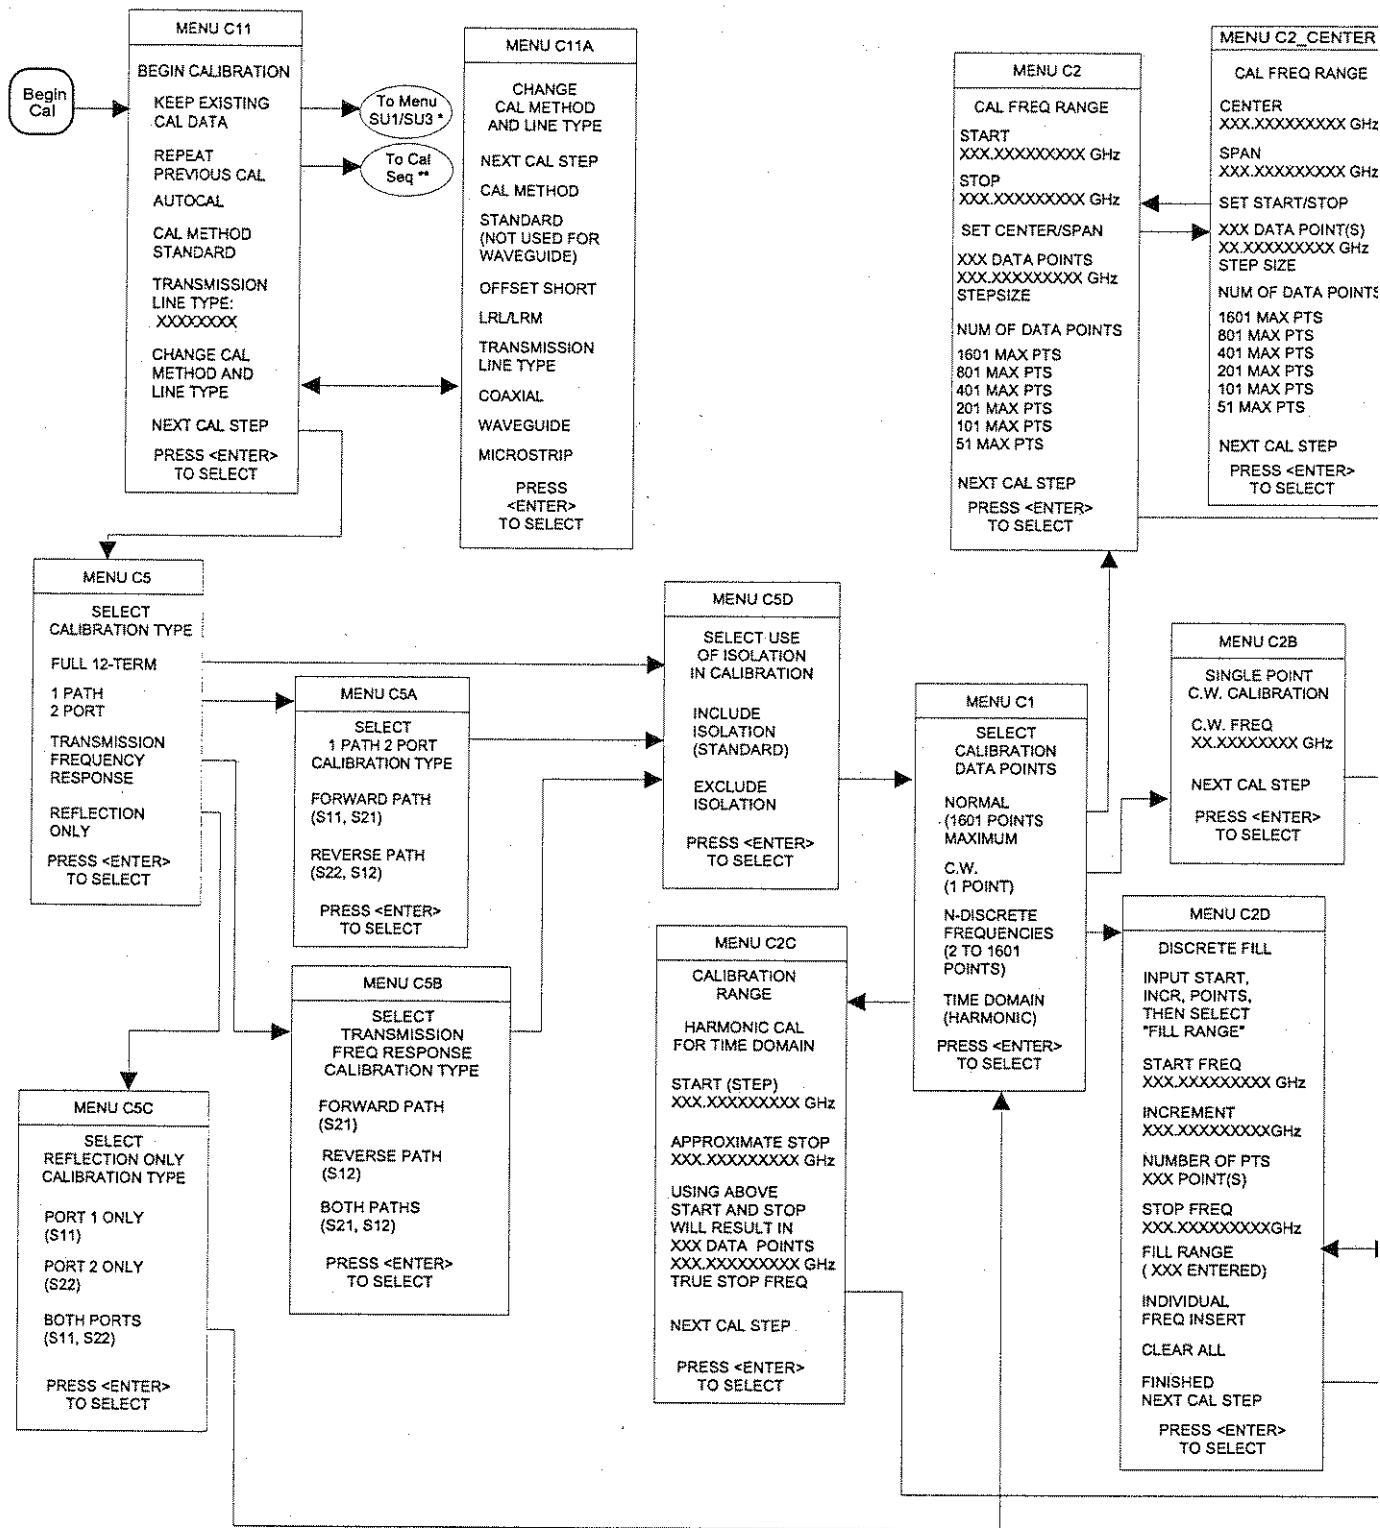 Begin
Cal
MENU C11
BEGIN CALIBRATION
KEEP EXISTING
CAL DATA
REPEAT
PREVIOUS CAL
AUTOCAL
CAL METHOD
STANDARD
TRANSMISSION
LINE TYPE:
XXXXXXXX
CHANGE CAL
METHOD AND
LINE TYPE
NEXT CAL STEP
PRESS <ENTER>
TO SELECT
To Menu
SU1/SU3 *
To Cal
Seq **
MENU C11A
CHANGE
CAL METHOD
AND LINE TYPE
NEXT CAL STEP
CAL METHOD
STANDARD
(NOT USED FOR
WAVEGUIDE)
OFFSET SHORT
LRL/LRM
TRANSMISSION
LINE TYPE
COAXIAL
WAVEGUIDE
MICROSTRIP
PRESS
<ENTER>
TO SELECT
MENU C2
CAL FREQ RANGE
START
XXX.XXXXXXXXX GHz
STOP
XXX.XXXXXXXXX GHz
SET CENTER/SPAN
XXX DATA POINTS
XXX.XXXXXXXXX GHz
STEPSIZE
NUM OF DATA POINTS
1601 MAX PTS
801 MAX PTS
401 MAX PTS
201 MAX PTS
101 MAX PTS
51 MAX PTS
NEXT CAL STEP
PRESS <ENTER>
TO SELECT
MENU C2_CENTER
CAL FREQ RANGE
CENTER
XXX.XXXXXXXXX GHz
SPAN
XXX.XXXXXXXXX GHz
SET START/STOP
XXX DATA POINT(S)
XX.XXXXXXXXX GHz
STEP SIZE
NUM OF DATA POINTS
1601 MAX PTS
801 MAX PTS
401 MAX PTS
201 MAX PTS
101 MAX PTS
51 MAX PTS
NEXT CAL STEP
PRESS <ENTER>
TO SELECT
MENU C5
SELECT
CALIBRATION TYPE
FULL 12-TERM
1 PATH
2 PORT
TRANSMISSION
FREQUENCY
RESPONSE
REFLECTION
ONLY
PRESS <ENTER>
TO SELECT
MENU C5A
SELECT
1 PATH 2 PORT
CALIBRATION TYPE
FORWARD PATH
(S11, S21)
REVERSE PATH
(S22, S12)
PRESS <ENTER>
TO SELECT
MENU C5D
SELECT USE
OF ISOLATION
IN CALIBRATION
INCLUDE
ISOLATION
(STANDARD)
EXCLUDE
ISOLATION
PRESS <ENTER>
TO SELECT
MENU C1
SELECT
CALIBRATION
DATA POINTS
NORMAL
(1601 POINTS
MAXIMUM
C.W.
(1 POINT)
N-DISCRETE
FREQUENCIES
(2 TO 1601
POINTS)
TIME DOMAIN
(HARMONIC)
PRESS <ENTER>
TO SELECT
MENU C2B
SINGLE POINT
C.W. CALIBRATION
C.W. FREQ
XX.XXXXXXXX GHz
NEXT CAL STEP
PRESS <ENTER>
TO SELECT
MENU C5B
SELECT
TRANSMISSION
FREQ RESPONSE
CALIBRATION TYPE
FORWARD PATH
(S21)
REVERSE PATH
(S12)
BOTH PATHS
(S21, S12)
PRESS <ENTER>
TO SELECT
MENU C2C
CALIBRATION
RANGE
HARMONIC CAL
FOR TIME DOMAIN
START (STEP)
XXX.XXXXXXXXX GHz
APPROXIMATE STOP
XXX.XXXXXXXXX GHz
USING ABOVE
START AND STOP
WILL RESULT IN
XXX DATA POINTS
XXX.XXXXXXXXX GHz
TRUE STOP FREQ
NEXT CAL STEP
PRESS <ENTER>
TO SELECT
MENU C2D
DISCRETE FILL
INPUT START,
INCR, POINTS,
THEN SELECT
"FILL RANGE"
START FREQ
XXX.XXXXXXXXX GHz
INCREMENT
XXX.XXXXXXXXXGHz
NUMBER OF PTS
XXX POINT(S)
STOP FREQ
XXX.XXXXXXXXXGHz
FILL RANGE
( XXX ENTERED)
INDIVIDUAL
FREQ INSERT
CLEAR ALL
FINISHED
NEXT CAL STEP
PRESS <ENTER>
TO SELECT
MENU C5C
SELECT
REFLECTION ONLY
CALIBRATION TYPE
PORT 1 ONLY
(S11)
PORT 2 ONLY
(S22)
BOTH PORTS
(S11, S22)
PRESS <ENTER>
TO SELECT